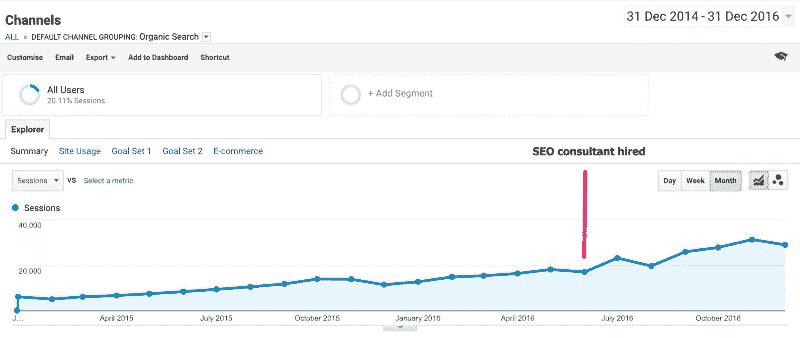 Channels
31 Dec 2014 - 31 Dec 2016
ALL » DEFAULT CHANNEL GROUPING: Organic Search
Customise Email Export Add to Dashboard Shortcut
All Users
20.11% Sessions
+ Add Segment
Explorer
Summary Site Usage Goal Set 1 Goal Set 2 E-commerce
SEO consultant hired
Sessions VS Select a metric
Day Week Month
Sessions
40,000
20,000
J... April 2015 July 2015 October 2015 January 2016 April 2016 July 2016 October 2016